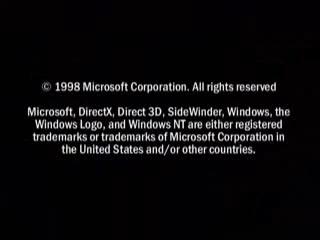 © 1998 Microsoft Corporation. All rights reserved
Microsoft, DirectX, Direct 3D, SideWinder, Windows, the
Windows Logo, and Windows NT are either registered
trademarks or trademarks of Microsoft Corporation in
the United States and/or other countries.